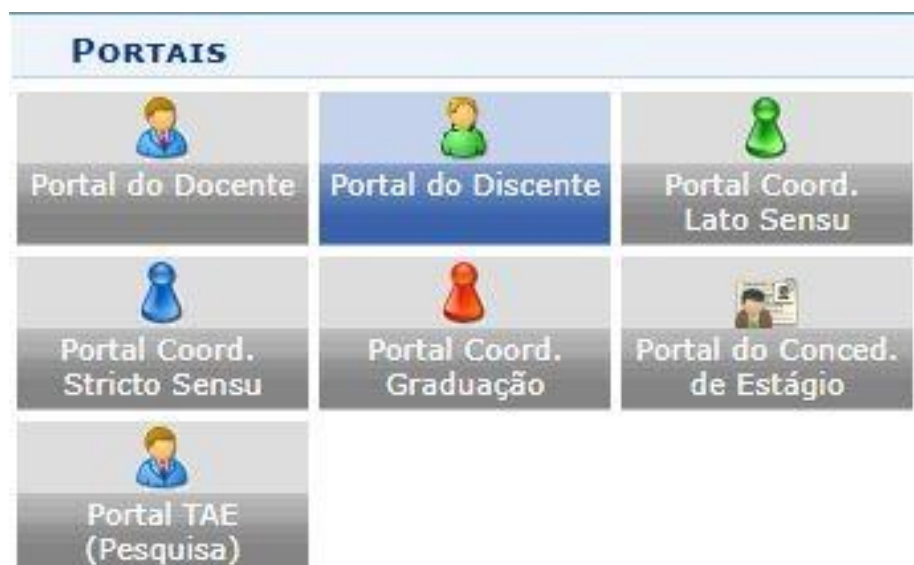 PORTAIS
Portal do Docente
Portal do Discente
Portal Coord.
Lato Sensu
Portal Coord.
Stricto Sensu
Portal Coord.
Graduação
Portal do Conced.
de Estágio
Portal TAE
(Pesquisa)